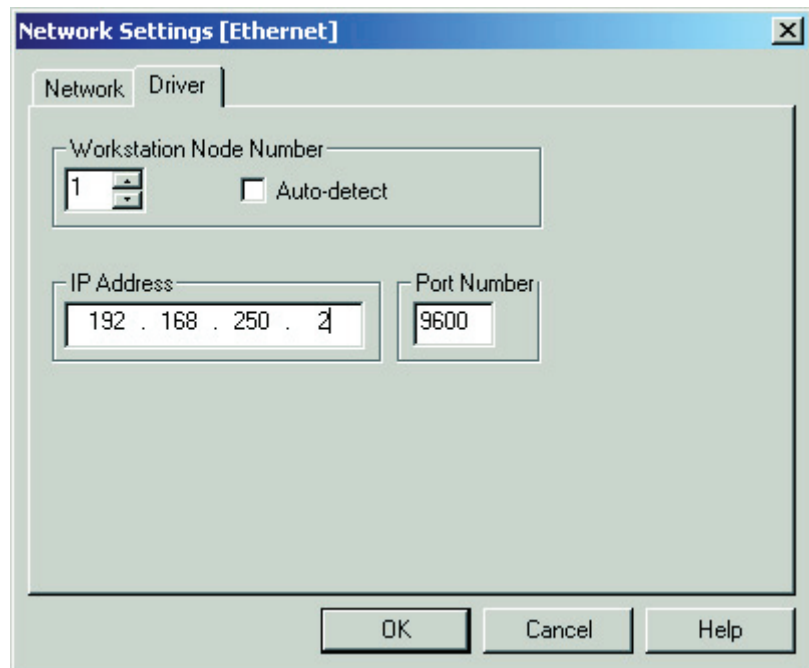 Network Settings [Ethernet]
Network Driver
Workstation Node Number
1 Auto-detect
IP Address Port Number
192 . 168 . 250 . 2 9600
OK Cancel Help